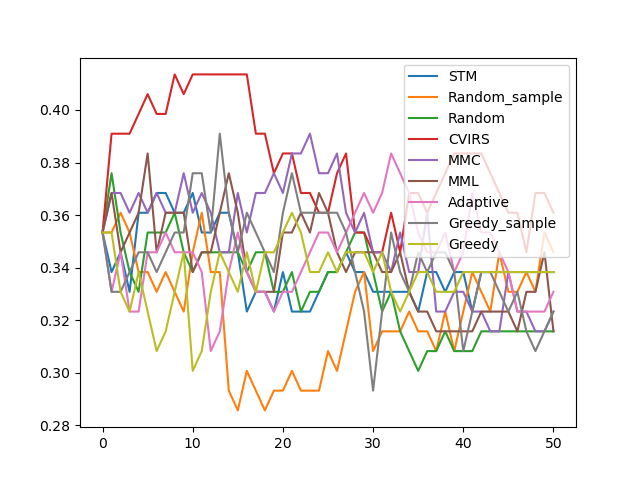 STM
Random_sample
Random
CVIRS
MMC
MML
Adaptive
Greedy_sample
Greedy
0.40
0.38
0.36
0.34
0.32
0.30
0.28
0 10 20 30 40 50